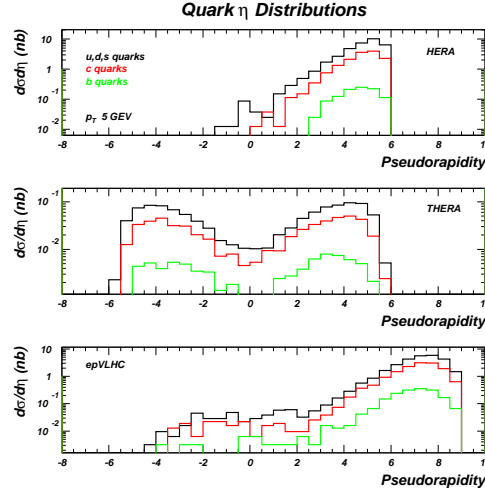 Quark η Distributions
dσdη (nb)
10
1
10 -1
10 -2
u,d,s quarks
c quarks
b quarks
pT 5 GEV
HERA
-8 -6 -4 -2 0 2 4 6 8 1
Pseudorapidity
dσ/dη (nb)
10 -1
10 -2
THERA
-8 -6 -4 -2 0 2 4 6 8 1
Pseudorapidity
dσ/dη (nb)
10
1
10 -1
10 -2
epVLHC
-8 -6 -4 -2 0 2 4 6 8 1
Pseudorapidity